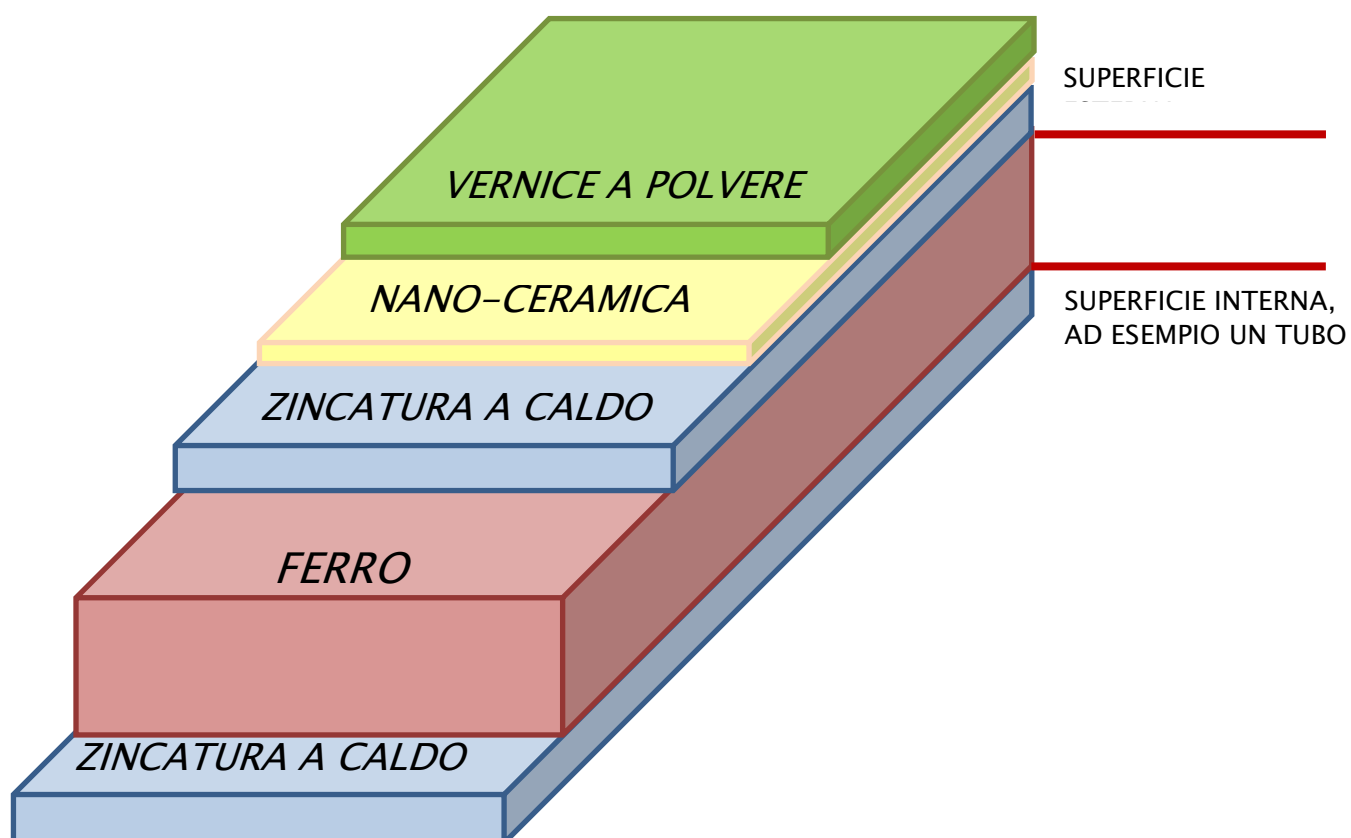 SUPERFICIE
VERNICE A POLVERE
NANO-CERAMICA
SUPERFICIE INTERNA,
AD ESEMPIO UN TUBO
ZINCATURA A CALDO
FERRO
ZINCATURA A CALDO